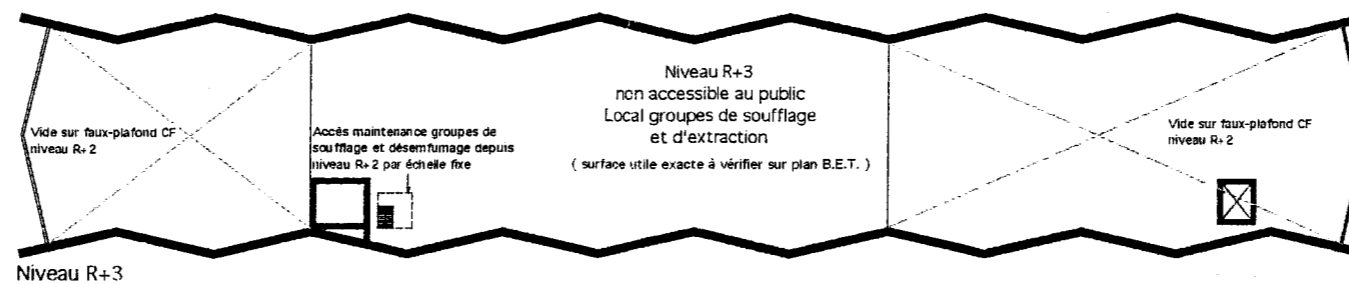 Niveau R+3
non accessible au public
Local groupes de soufflage
et d'extraction
( surface utile exacte à vérifier sur plan B.E.T. )
Vide sur faux-plafond CF
niveau R+2
Accès maintenance groupes de
soufflage et désemfumage depuis
niveau R+2 par échelle fixe
Vide sur faux-plafond CF
niveau R+2
Niveau R+3